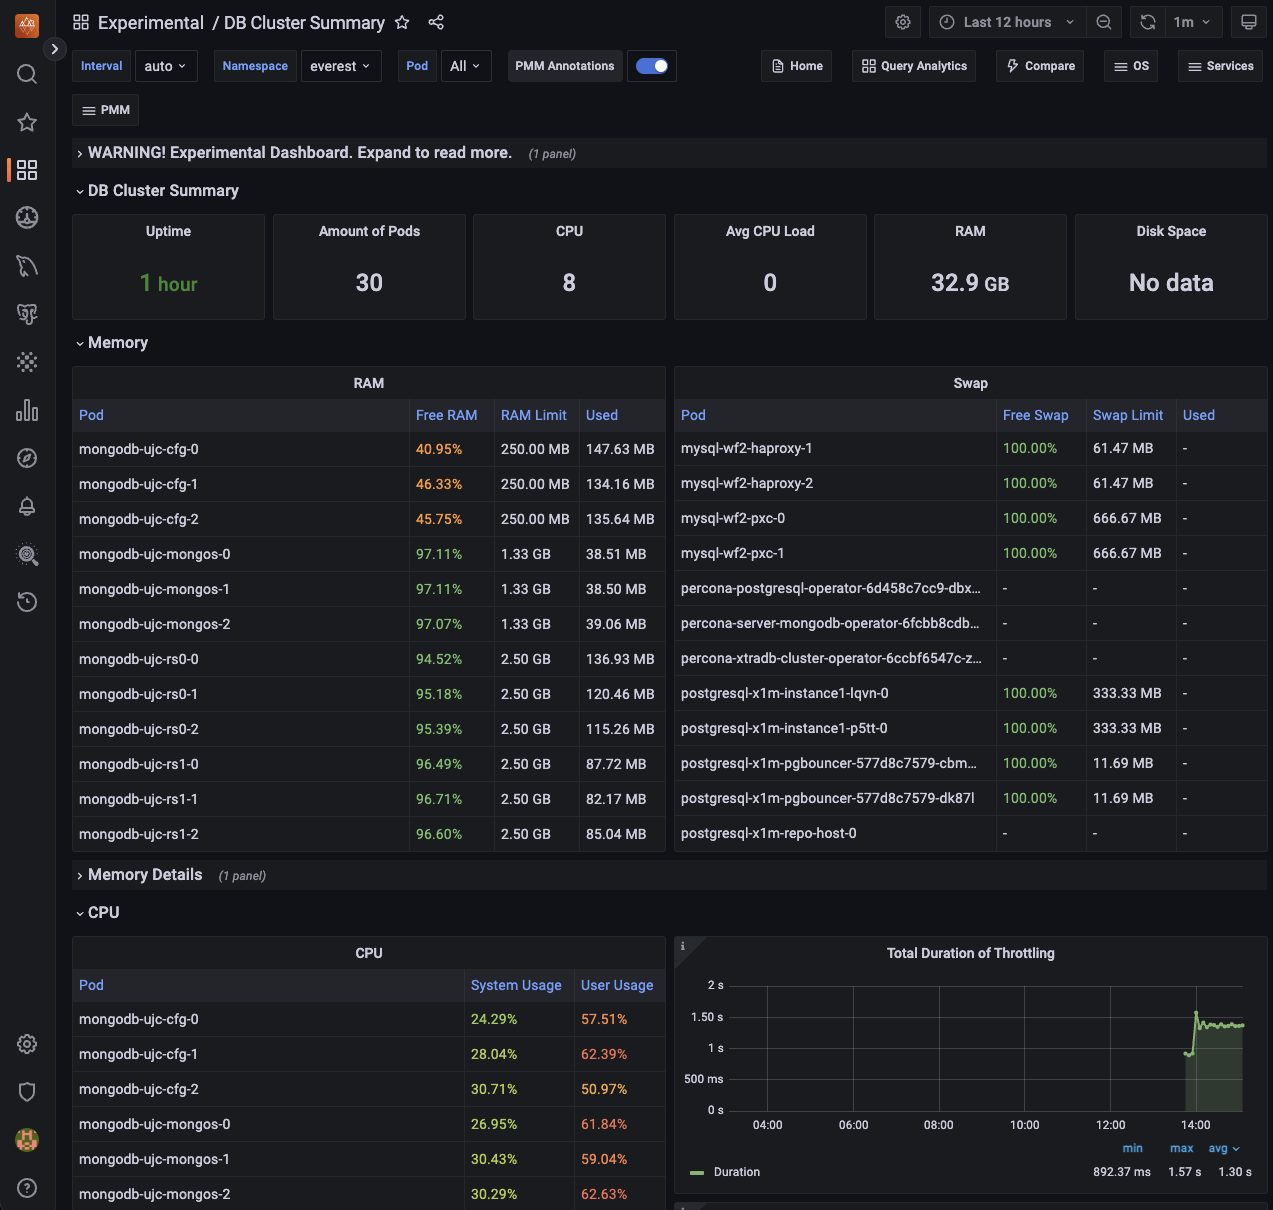 Experimental / DB Cluster Summary
Last 12 hours
1m
Interval auto Namespace everest Pod All PMM Annotations Home Query Analytics Compare OS Services
PMM
WARNING! Experimental Dashboard. Expand to read more. (1 panel)
DB Cluster Summary
Uptime
1 hour
Amount of Pods
30
CPU
8
Avg CPU Load
0
RAM
32.9 GB
Disk Space
No data
Memory
RAM
Pod Free RAM RAM Limit Used
mongodb-ujc-cfg-0 40.95% 250.00 MB 147.63 MB
mongodb-ujc-cfg-1 46.33% 250.00 MB 134.16 MB
mongodb-ujc-cfg-2 45.75% 250.00 MB 135.64 MB
mongodb-ujc-mongos-0 97.11% 1.33 GB 38.51 MB
mongodb-ujc-mongos-1 97.11% 1.33 GB 38.50 MB
mongodb-ujc-mongos-2 97.07% 1.33 GB 39.06 MB
mongodb-ujc-rs0-0 94.52% 2.50 GB 136.93 MB
mongodb-ujc-rs0-1 95.18% 2.50 GB 120.46 MB
mongodb-ujc-rs0-2 95.39% 2.50 GB 115.26 MB
mongodb-ujc-rs1-0 96.49% 2.50 GB 87.72 MB
mongodb-ujc-rs1-1 96.71% 2.50 GB 82.17 MB
mongodb-ujc-rs1-2 96.60% 2.50 GB 85.04 MB
Swap
Pod Free Swap Swap Limit Used
mysql-wf2-haproxy-1 100.00% 61.47 MB -
mysql-wf2-haproxy-2 100.00% 61.47 MB -
mysql-wf2-pxc-0 100.00% 666.67 MB -
mysql-wf2-pxc-1 100.00% 666.67 MB -
percona-postgresql-operator-6d458c7cc9-dbx... - - -
percona-server-mongodb-operator-6fcbb8cdb... - - -
percona-xtradb-cluster-operator-6ccbf6547c-z... - - -
postgresql-x1m-instance1-lqvn-0 100.00% 333.33 MB -
postgresql-x1m-instance1-p5tt-0 100.00% 333.33 MB -
postgresql-x1m-pgbouncer-577d8c7579-cbm... 100.00% 11.69 MB -
postgresql-x1m-pgbouncer-577d8c7579-dk87l 100.00% 11.69 MB -
postgresql-x1m-repo-host-0 - - -
Memory Details (1 panel)
CPU
CPU
Pod System Usage User Usage
mongodb-ujc-cfg-0 24.29% 57.51%
mongodb-ujc-cfg-1 28.04% 62.39%
mongodb-ujc-cfg-2 30.71% 50.97%
mongodb-ujc-mongos-0 26.95% 61.84%
mongodb-ujc-mongos-1 30.43% 59.04%
mongodb-ujc-mongos-2 30.29% 62.63%
Total Duration of Throttling
2 s
1.50 s
1 s
500 ms
0 s
04:00 06:00 08:00 10:00 12:00 14:00
min max avg
Duration 892.37 ms 1.57 s 1.30 s